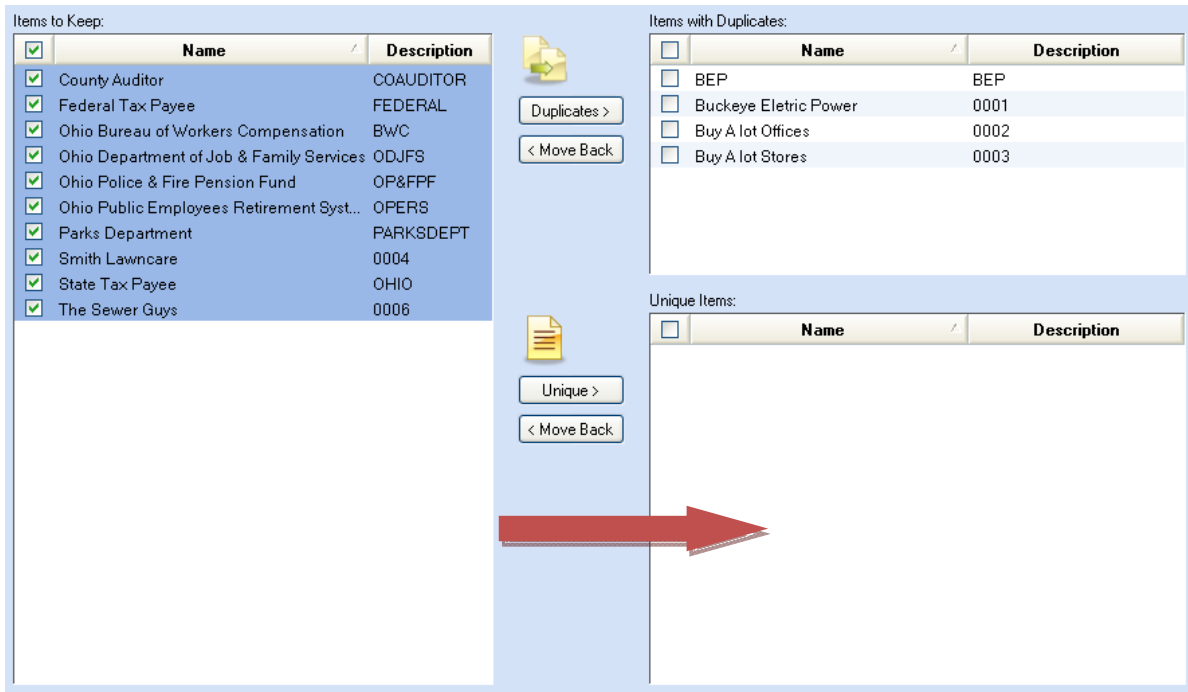 Items to Keep:
Name Description
County Auditor COAUDITOR
Federal Tax Payee FEDERAL
Ohio Bureau of Workers Compensation BWC
Ohio Department of Job & Family Services ODJFS
Ohio Police & Fire Pension Fund OP&FPF
Ohio Public Employees Retirement Syst... OPERS
Parks Department PARKSDEPT
Smith Lawncare 0004
State Tax Payee OHIO
The Sewer Guys 0006
Duplicates >
< Move Back
Unique >
< Move Back
Items with Duplicates:
Name Description
BEP BEP
Buckeye Eletric Power 0001
Buy A lot Offices 0002
Buy A lot Stores 0003
Unique Items:
Name Description